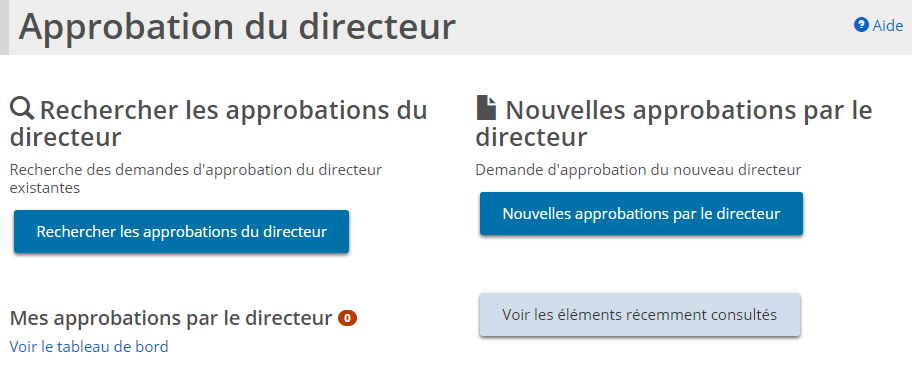 Approbation du directeur
Aide
Rechercher les approbations du
directeur
Recherche des demandes d'approbation du directeur
existantes
Rechercher les approbations du directeur
Nouvelles approbations par le
directeur
Demande d'approbation du nouveau directeur
Nouvelles approbations par le directeur
Mes approbations par le directeur 0
Voir le tableau de bord
Voir les éléments récemment consultés